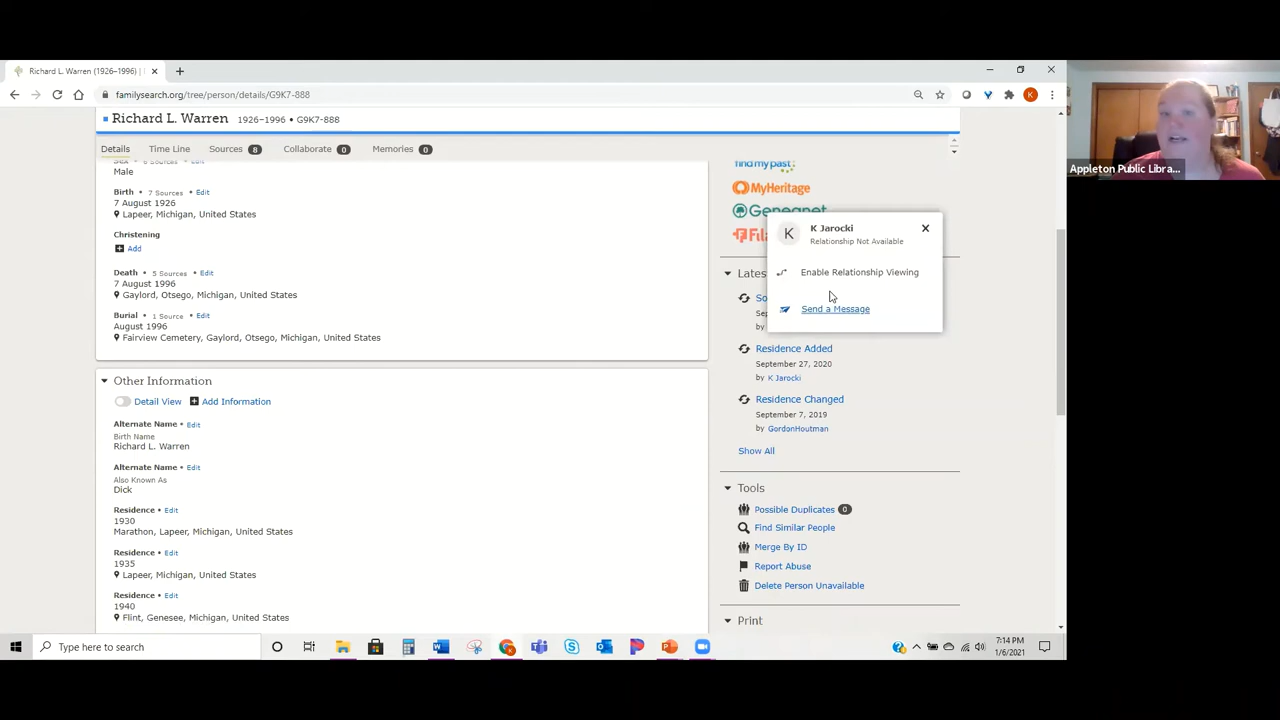 Richard L. Warren (1926–1996) |
familysearch.org/tree/person/details/G9K7-888
Richard L. Warren 1926–1996 • G9K7-888
Details Time Line Sources 8 Collaborate 0 Memories 0
Sex • 6 Sources • Edit
Male
Birth • 7 Sources • Edit
7 August 1926
Lapeer, Michigan, United States
Christening
Add
Death • 5 Sources • Edit
7 August 1996
Gaylord, Otsego, Michigan, United States
Burial • 1 Source • Edit
August 1996
Fairview Cemetery, Gaylord, Otsego, Michigan, United States
Other Information
Detail View Add Information
Alternate Name • Edit
Birth Name
Richard L. Warren
Alternate Name • Edit
Also Known As
Dick
Residence • Edit
1930
Marathon, Lapeer, Michigan, United States
Residence • Edit
1935
Lapeer, Michigan, United States
Residence • Edit
1940
Flint, Genesee, Michigan, United States
findmypast
MyHeritage
Geneanet
K
K Jarocki
Relationship Not Available
Enable Relationship Viewing
Send a Message
Residence Added
September 27, 2020
by K Jarocki
Residence Changed
September 7, 2019
by GordonHoutman
Show All
Tools
Possible Duplicates 0
Find Similar People
Merge By ID
Report Abuse
Delete Person Unavailable
Print
Appleton Public Libra...
Type here to search
7:14 PM
1/6/2021